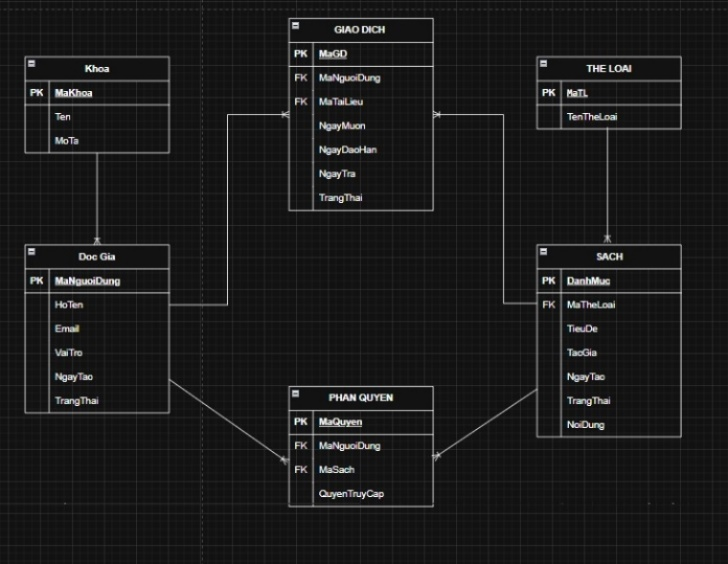 Khoa
PK MaKhoa
Ten
MoTa
GIAO DICH
PK MaGD
FK MaNguoiDung
FK MaTaiLieu
NgayMuon
NgayDaoHan
NgayTra
TrangThai
THE LOAI
PK MaTL
TenTheLoai
Doc Gia
PK MaNguoiDung
HoTen
Email
VaiTro
NgayTao
TrangThai
PHAN QUYEN
PK MaQuyen
FK MaNguoiDung
FK MaSach
QuyenTruyCap
SACH
PK DanhMuc
FK MaTheLoai
TieuDe
TacGia
NgayTao
TrangThai
NoiDung